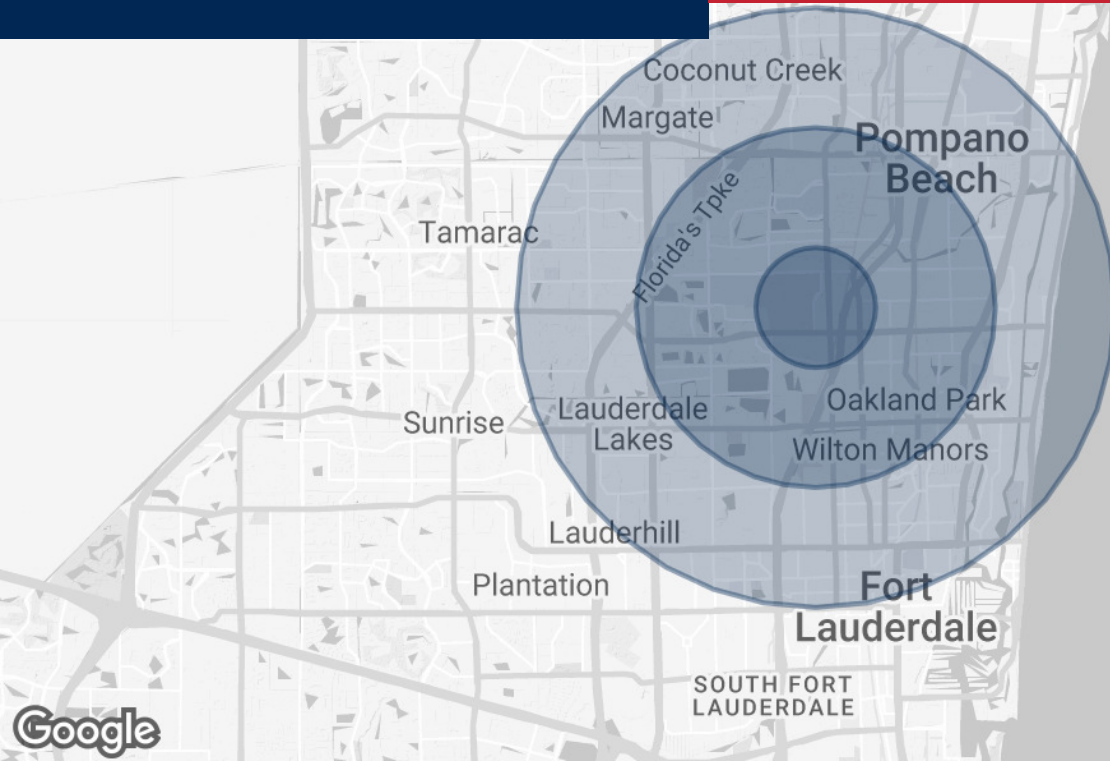 Coconut Creek
Margate
Pompano
Beach
Florida's Tpke
Tamarac
Oakland Park
Lauderdale
Lakes
Sunrise
Wilton Manors
Lauderhill
Plantation
Fort
Lauderdale
SOUTH FORT
LAUDERDALE
Google